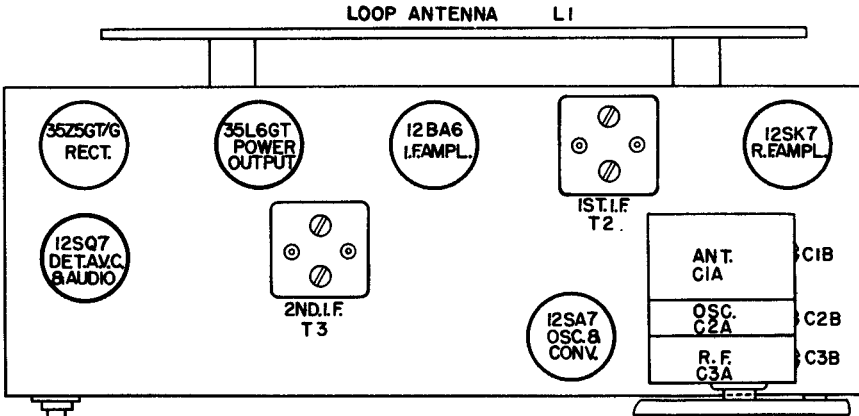 LOOP ANTENNA L1
35Z5GT/G
RECT.
35L6GT
POWER
OUTPUT
12BA6
I.F.AMPL.
12SK7
R.F.AMPL.
1ST.I.F.
T2.
12SQ7
DET.A.V.C.
& AUDIO
2ND.I.F.
T3
12SA7
OSC.&
CONV.
ANT.
C1A
C1B
OSC.
C2A
C2B
R.F.
C3A
C3B